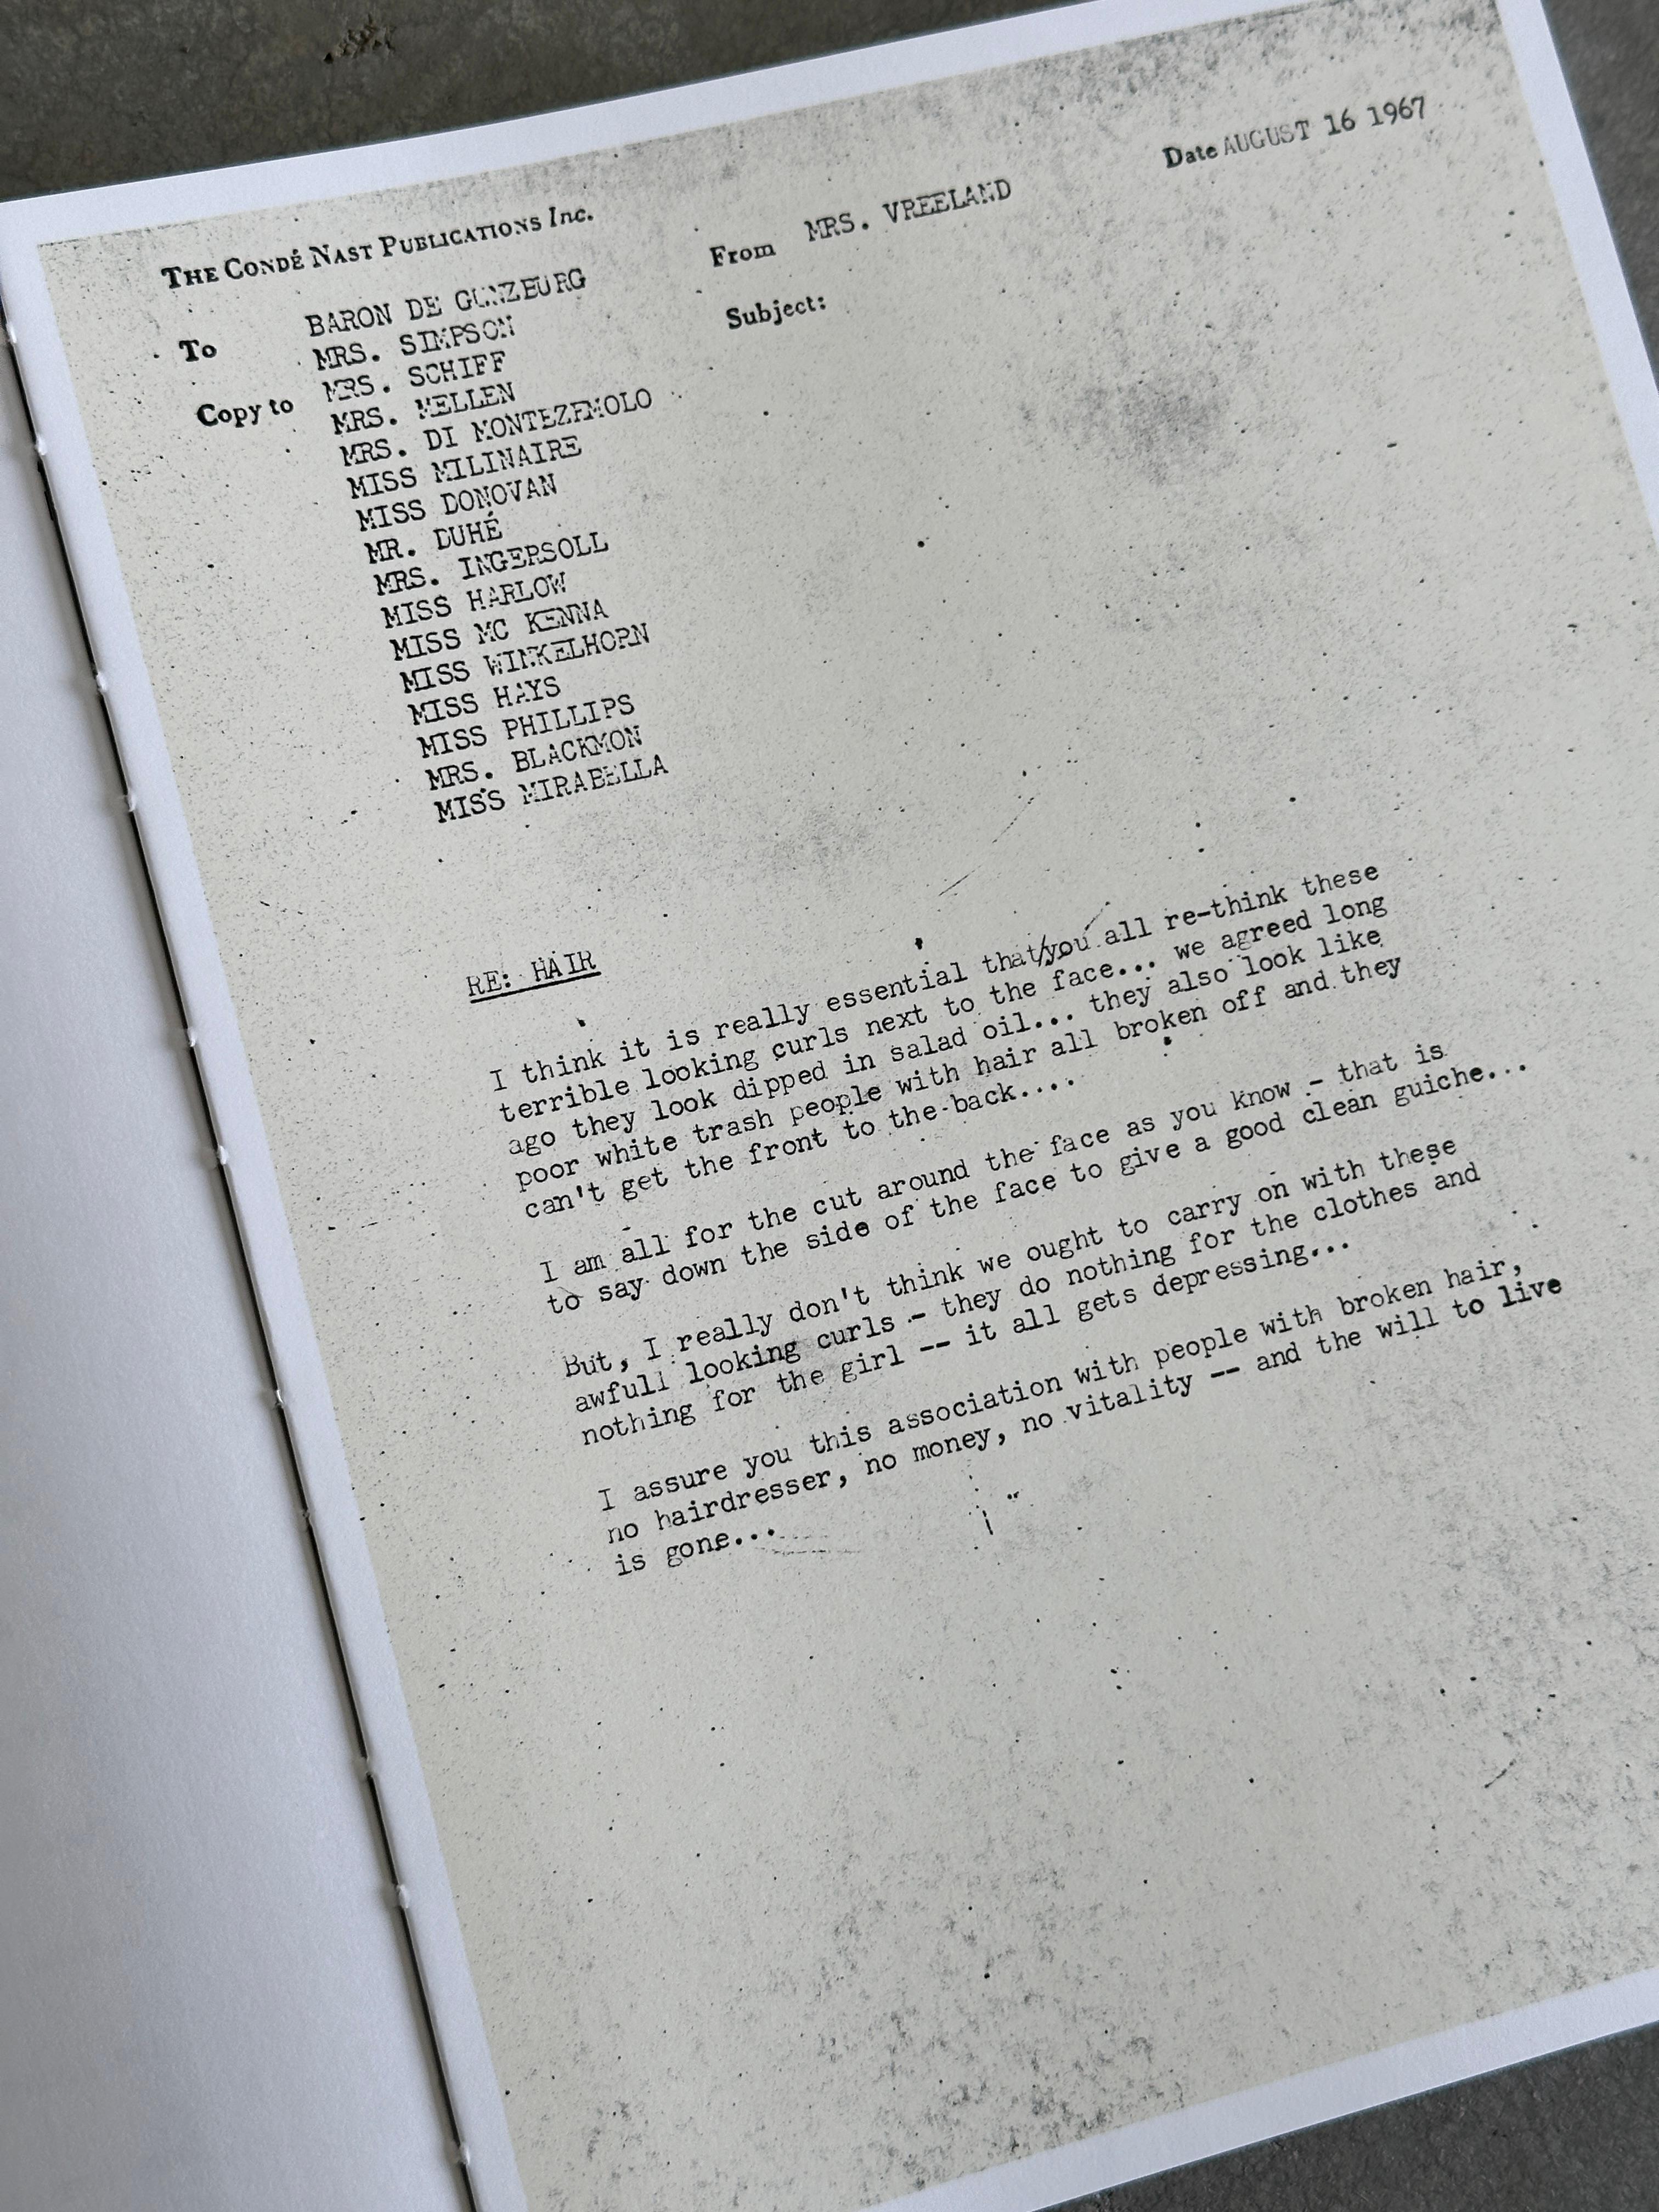 THE CONDÉ NAST PUBLICATIONS Inc.
Date AUGUST 16 1967
From MRS. VREELAND
Subject:
To BARON DE GUNZBURG
MRS. SIMPSON
Copy to MRS. SCHIFF
MRS. MELLEN
MRS. DI MONTEZEMOLO
MISS MILINAIRE
MISS DONOVAN
MR. DUHÉ
MRS. INGERSOLL
MISS HARLOW
MISS MC KENNA
MISS WINKELHORN
MISS HAYS
MISS PHILLIPS
MRS. BLACKMON
MISS MIRABELLA
RE: HAIR
I think it is really essential that/you all re-think these
terrible looking curls next to the face... we agreed long
ago they look dipped in salad oil... they also look like
poor white trash people with hair all broken off and they
can't get the front to the back....
I am all for the cut around the face as you know - that is
to say down the side of the face to give a good clean guiche...
But, I really don't think we ought to carry on with these
awfull looking curls - they do nothing for the clothes and
nothing for the girl -- it all gets depressing...
I assure you this association with people with broken hair,
no hairdresser, no money, no vitality -- and the will to live
is gone...